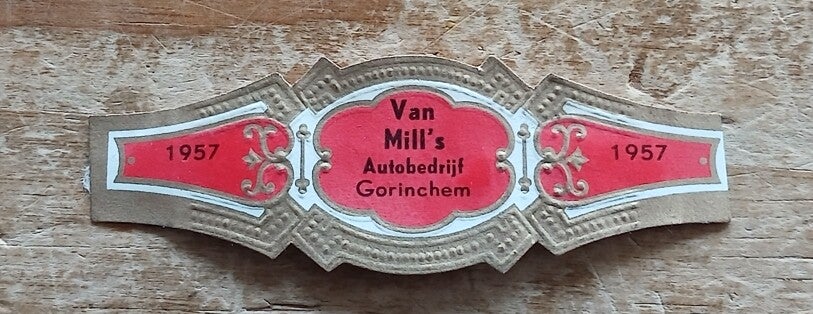 1957
Van
Mill's
Autobedrijf
Gorinchem
1957